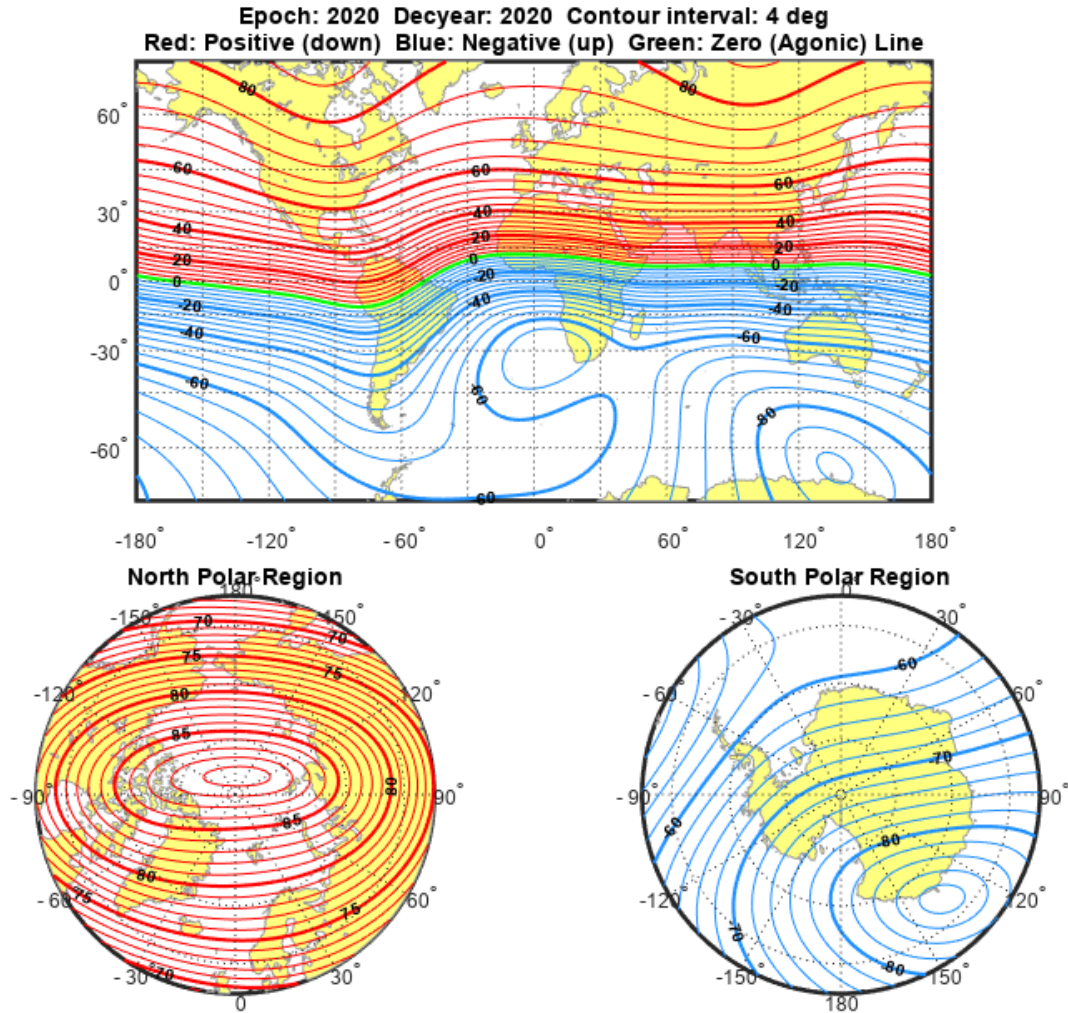 Epoch: 2020  Decyear: 2020  Contour interval: 4 deg
Red: Positive (down)  Blue: Negative (up)  Green: Zero (Agonic) Line
80 80
60°
60 60 60
30°
40 40 40
20 20 20
0° 0 0 0
-20 -20 -20
-40 -40 -40
-30° -60
-60 -60
-80
-60°
-60
-180° -120° -60° 0° 60° 120° 180°
North Polar Region
South Polar Region
180° 0°
-150° 150° -30° 30°
70 70
75 75
-60
-120° 80 120° -60° 60°
85
-70
-90° 80 90° -90° 90°
85
60
-80
80
-60° 75 75 60° -120° 120°
-70
-30° -70 30° -150° -80 150°
0 180